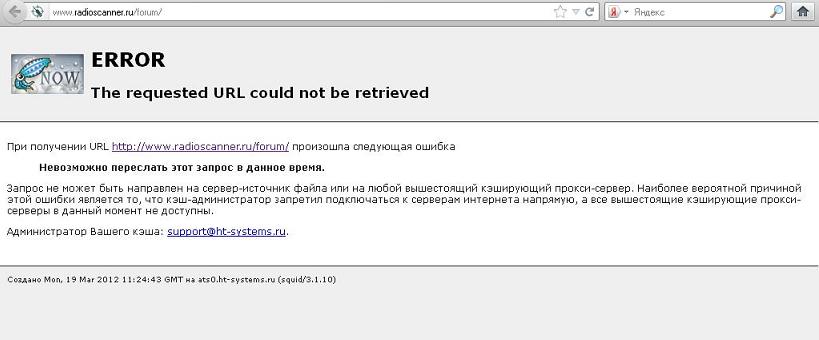 www.radioscanner.ru/forum/
Яндекс
NOW
ERROR
The requested URL could not be retrieved
При получении URL http://www.radioscanner.ru/forum/ произошла следующая ошибка
Невозможно переслать этот запрос в данное время.
Запрос не может быть направлен на сервер-источник файла или на любой вышестоящий кэширующий прокси-сервер. Наиболее вероятной причиной
этой ошибки является то, что кэш-администратор запретил подключаться к серверам интернета напрямую, а все вышестоящие кэширующие прокси-
серверы в данный момент не доступны.
Администратор Вашего кэша: support@ht-systems.ru.
Создано Mon, 19 Mar 2012 11:24:43 GMT на ats0.ht-systems.ru (squid/3.1.10)